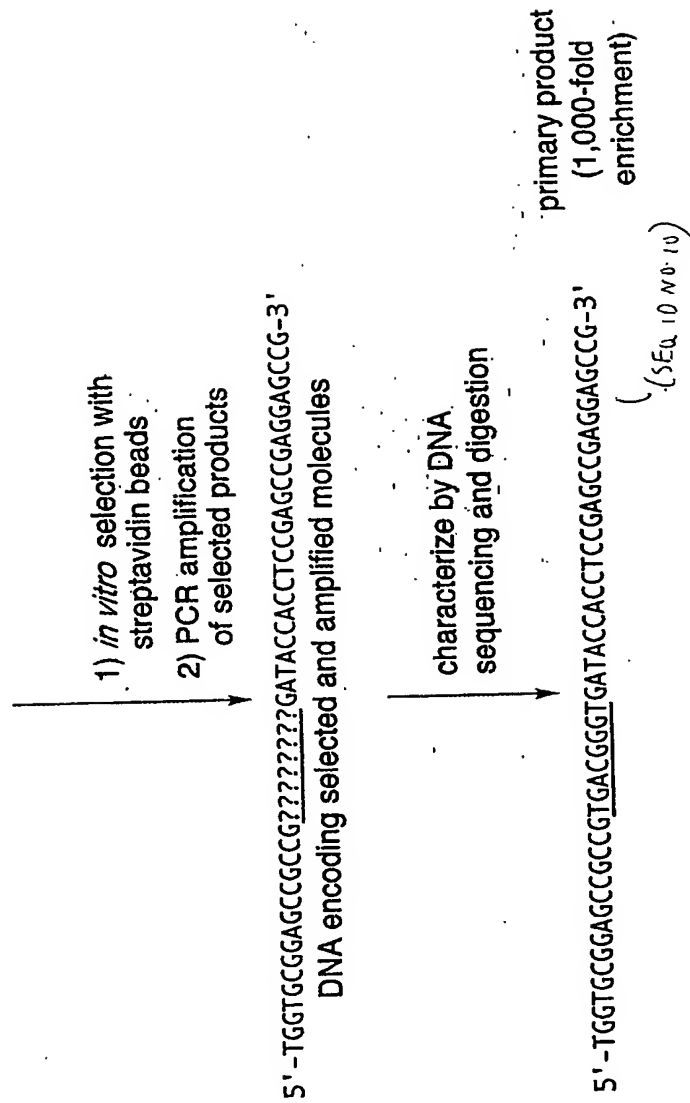 1) in vitro selection with
streptavidin beads
2) PCR amplification
of selected products
5'-TGGTGCGGAGCCGCCG????????GATACCACCTCCGAGCCGAGGAGCCG-3'
DNA encoding selected and amplified molecules
characterize by DNA
sequencing and digestion
primary product
(1,000-fold
enrichment)
5'-TGGTGCGGAGCCGCCGTGACGGGTGATACCACCTCCGAGCCGAGGAGCCG-3'
(SEQ ID NO:10)